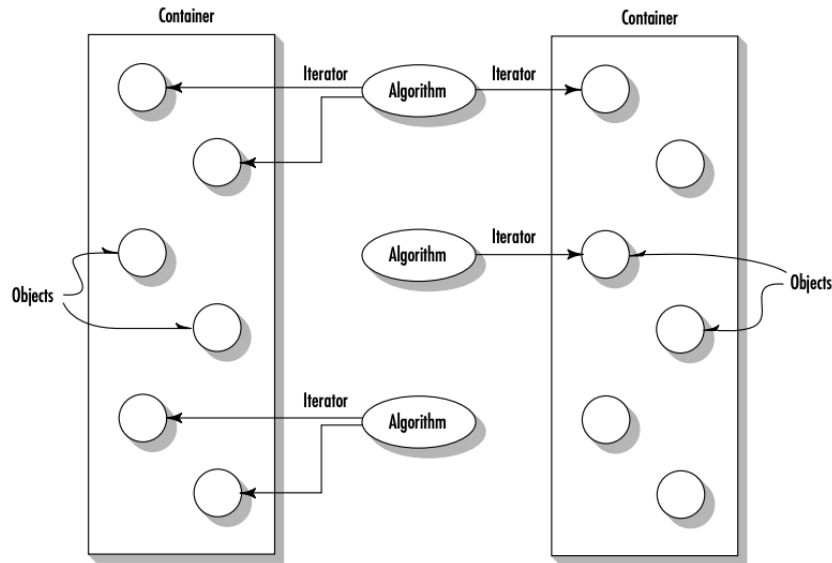 Container
Container
Iterator
Algorithm
Iterator
Algorithm
Iterator
Objects
Objects
Iterator
Algorithm